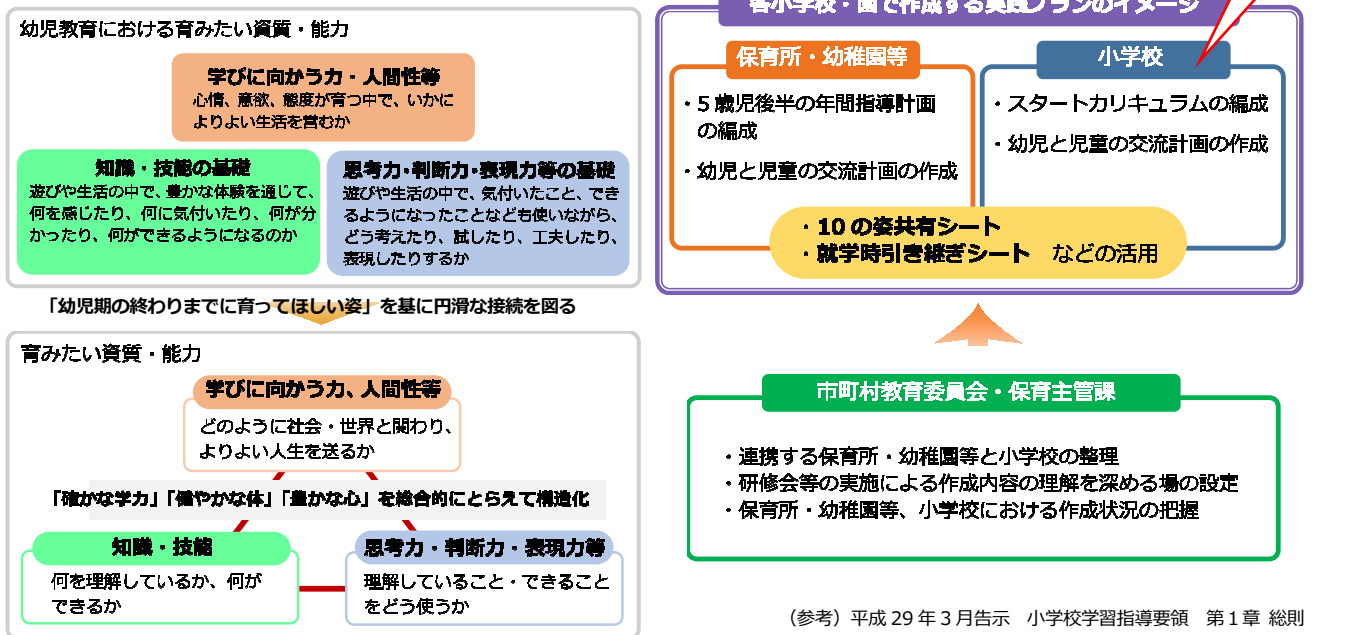 幼児教育における育みたい資質・能力
学びに向かう力・人間性等
心情、意欲、態度が育つ中で、いかに
よりよい生活を営むか
知識・技能の基礎
遊びや生活の中で、豊かな体験を通じて、
何を感じたり、何に気付いたり、何が分
かったり、何ができるようになるのか
思考力・判断力・表現力等の基礎
遊びや生活の中で、気付いたこと、でき
るようになったことなども使いながら、
どう考えたり、試したり、工夫したり、
表現したりするか
「幼児期の終わりまでに育ってほしい姿」を基に円滑な接続を図る
育みたい資質・能力
学びに向かう力、人間性等
どのように社会・世界と関わり、
よりよい人生を送るか
「確かな学力」「健やかな体」「豊かな心」を総合的にとらえて構造化
知識・技能
何を理解しているか、何が
できるか
思考力・判断力・表現力等
理解していること・できること
をどう使うか
各小学校・園で作成する実践プランのイメージ
保育所・幼稚園等
・5歳児後半の年間指導計画
の編成
・幼児と児童の交流計画の作成
小学校
・スタートカリキュラムの編成
・幼児と児童の交流計画の作成
・10の姿共有シート
・就学時引き継ぎシート　などの活用
市町村教育委員会・保育主管課
・連携する保育所・幼稚園等と小学校の整理
・研修会等の実施による作成内容の理解を深める場の設定
・保育所・幼稚園等、小学校における作成状況の把握
（参考）平成29年3月告示　小学校学習指導要領　第1章 総則